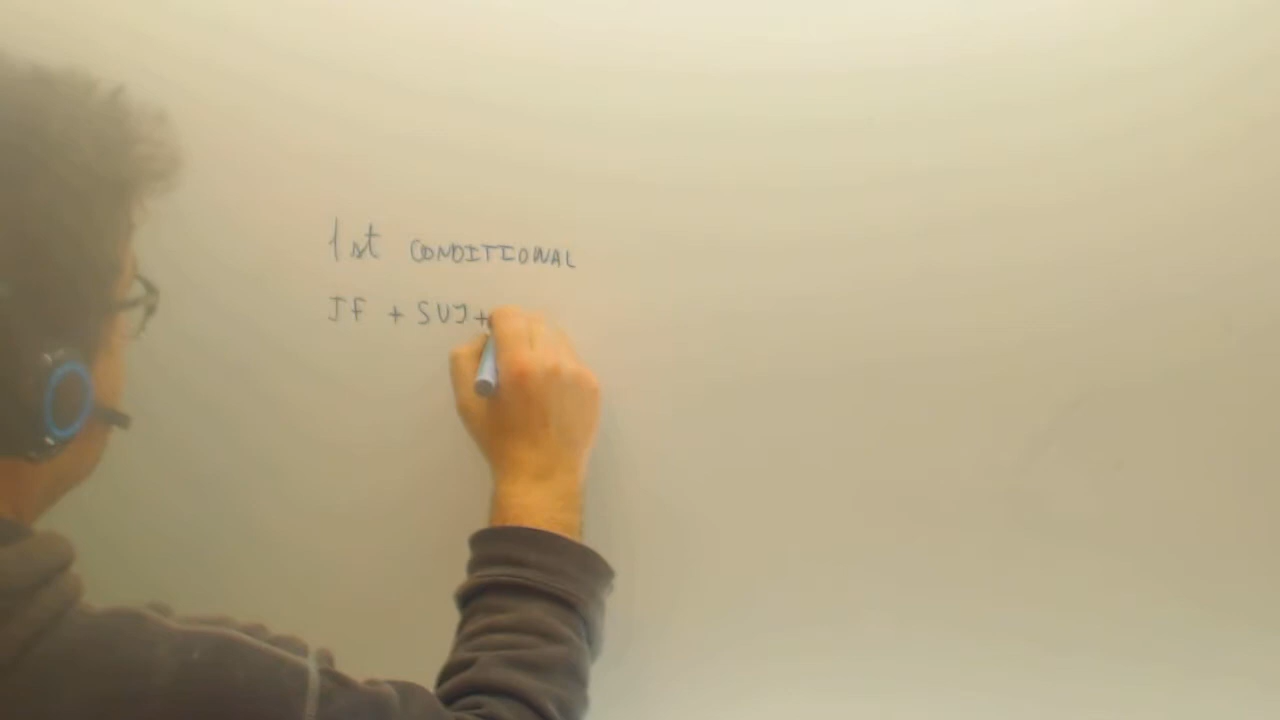 1st CONDITIONAL
IF + SUJ +